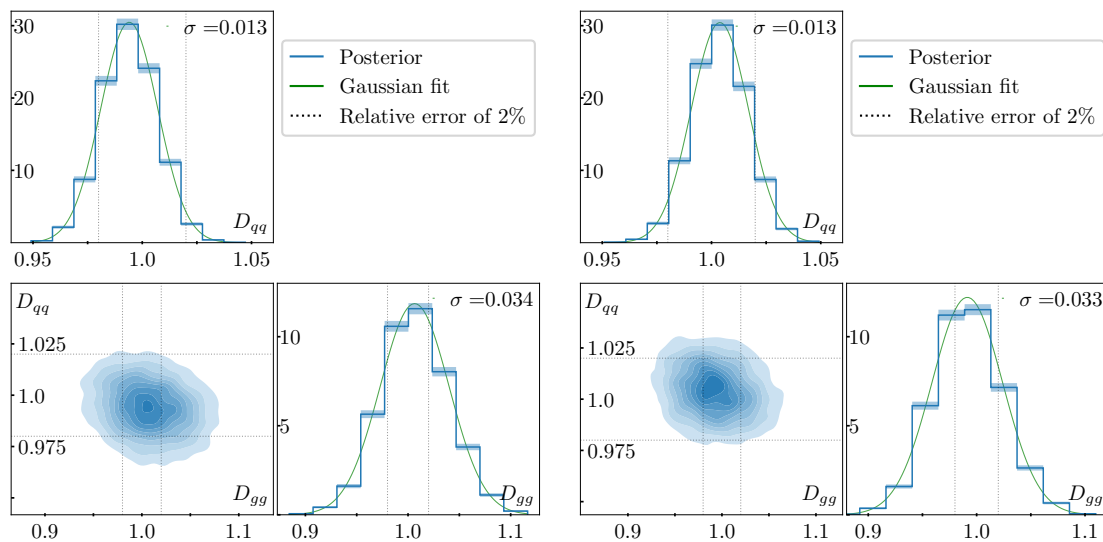 30
20
10
σ =0.013
D_qq
0.95
1.0
1.05
Posterior
Gaussian fit
Relative error of 2%
D_qq
1.025
1.0
0.975
D_gg
0.9
1.0
1.1
10
5
σ =0.034
D_gg
0.9
1.0
1.1
30
20
10
σ =0.013
D_qq
0.95
1.0
1.05
Posterior
Gaussian fit
Relative error of 2%
D_qq
1.025
1.0
0.975
D_gg
0.9
1.0
1.1
10
5
σ =0.033
D_gg
0.9
1.0
1.1